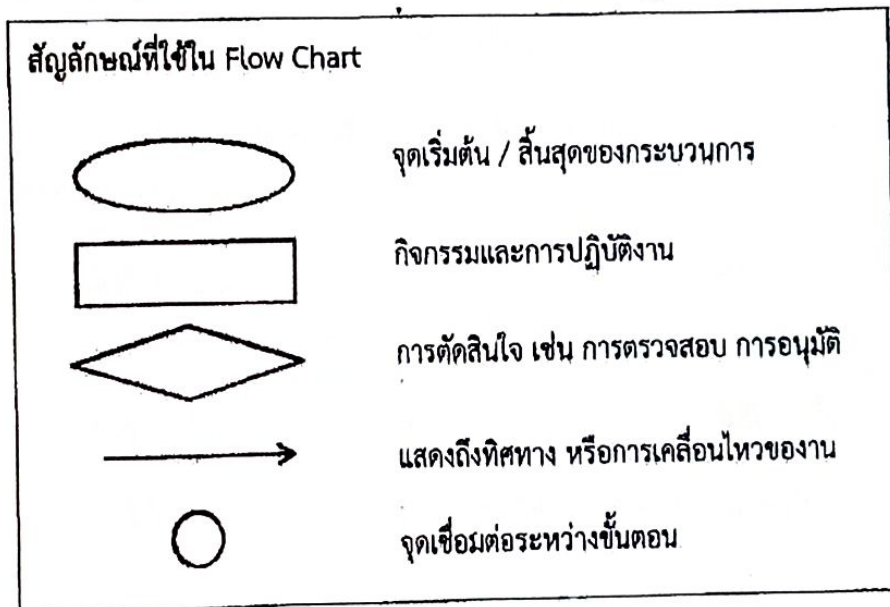 สัญลักษณ์ที่ใช้ใน Flow Chart
จุดเริ่มต้น / สิ้นสุดของกระบวนการ
กิจกรรมและการปฏิบัติงาน
การตัดสินใจ เช่น การตรวจสอบ การอนุมัติ
แสดงถึงทิศทาง หรือการเคลื่อนไหวของงาน
จุดเชื่อมต่อระหว่างขั้นตอน